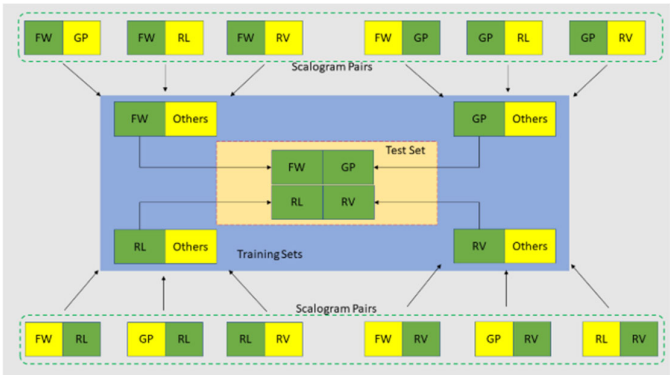 FW GP FW RL FW RV FW GP GP RL GP RV
Scalogram Pairs
FW Others GP Others
Test Set
FW GP
RL RV
RL Others RV Others
Training Sets
Scalogram Pairs
FW RL GP RL RL RV FW RV GP RV RL RV